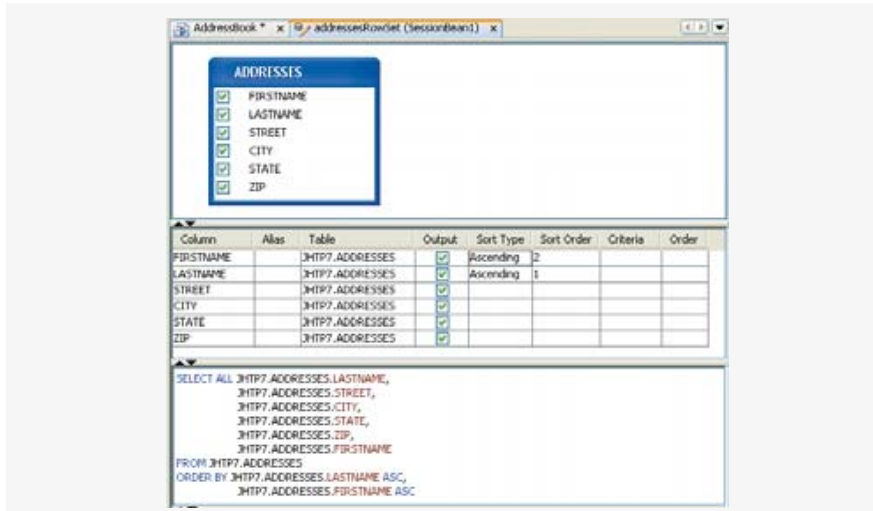 AddressBook * x addressesRowSet (SessionBean1) x
ADDRESSES
FIRSTNAME
LASTNAME
STREET
CITY
STATE
ZIP
Column Alias Table Output Sort Type Sort Order Criteria Order
FIRSTNAME JHTP7.ADDRESSES Ascending 2
LASTNAME JHTP7.ADDRESSES Ascending 1
STREET JHTP7.ADDRESSES
CITY JHTP7.ADDRESSES
STATE JHTP7.ADDRESSES
ZIP JHTP7.ADDRESSES
SELECT ALL JHTP7.ADDRESSES.LASTNAME,
JHTP7.ADDRESSES.STREET,
JHTP7.ADDRESSES.CITY,
JHTP7.ADDRESSES.STATE,
JHTP7.ADDRESSES.ZIP,
JHTP7.ADDRESSES.FIRSTNAME
FROM JHTP7.ADDRESSES
ORDER BY JHTP7.ADDRESSES.LASTNAME ASC,
JHTP7.ADDRESSES.FIRSTNAME ASC